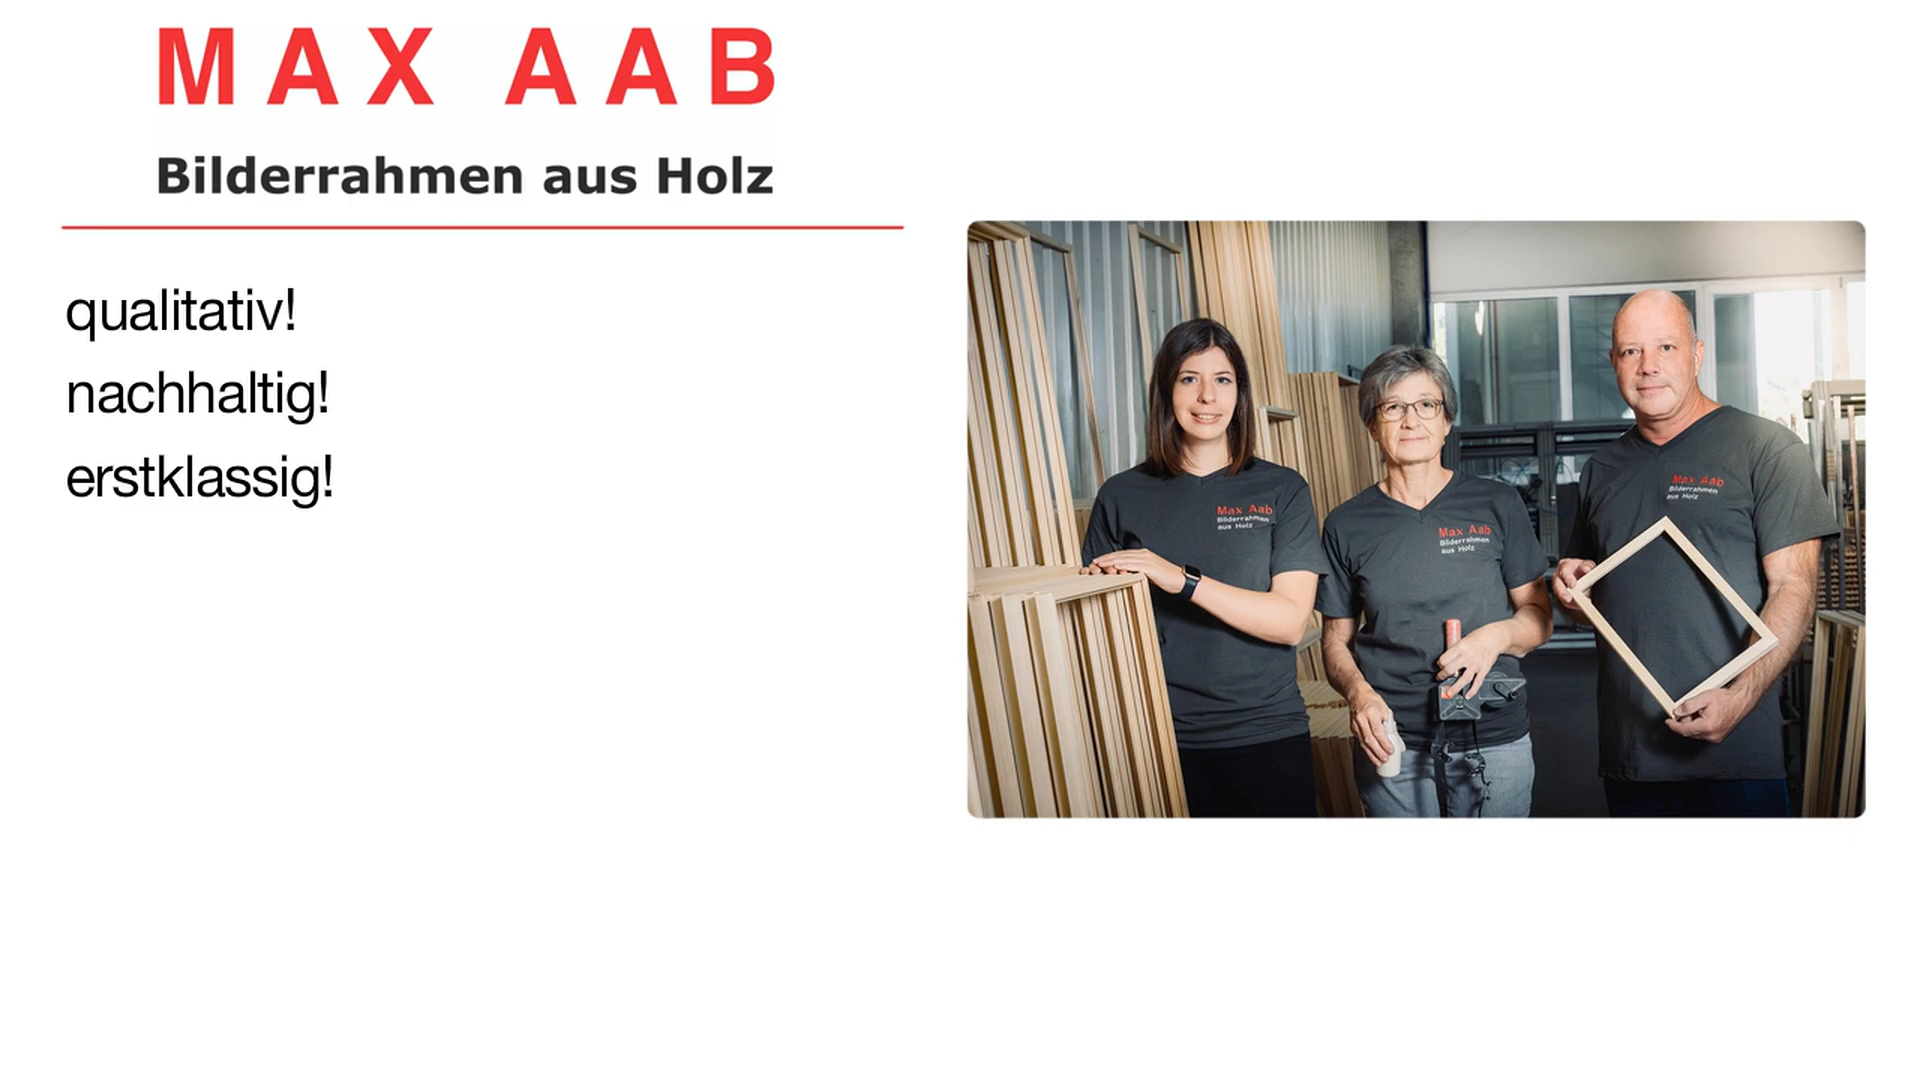 MAX AAB
Bilderrahmen aus Holz
qualitativ!
nachhaltig!
erstklassig!
Max Aab
Bilderrahmen
aus Holz
Max Aab
Bilderrahmen
aus Holz
Max Aab
Bilderrahmen
aus Holz